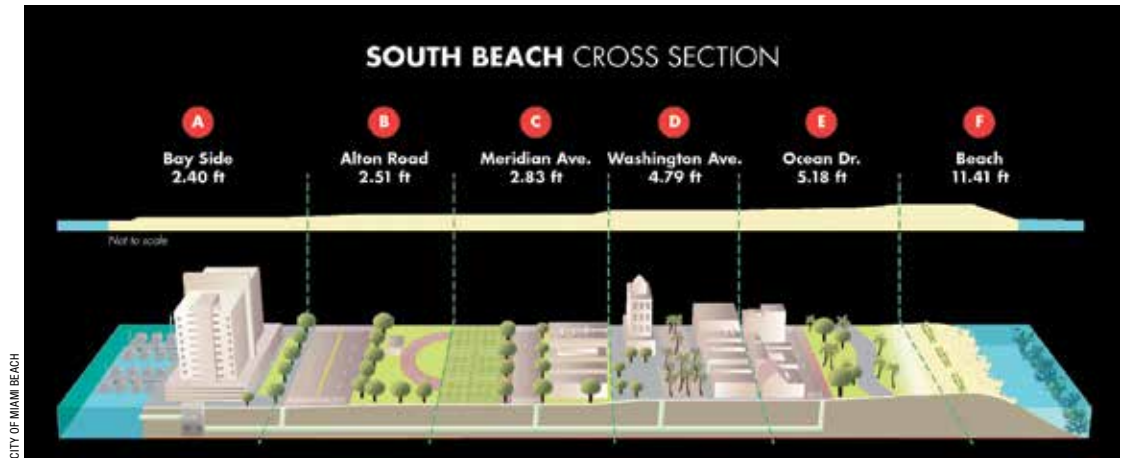 SOUTH BEACH CROSS SECTION
A
Bay Side
2.40 ft
B
Alton Road
2.51 ft
C
Meridian Ave.
2.83 ft
D
Washington Ave.
4.79 ft
E
Ocean Dr.
5.18 ft
F
Beach
11.41 ft
Not to scale
CITY OF MIAMI BEACH